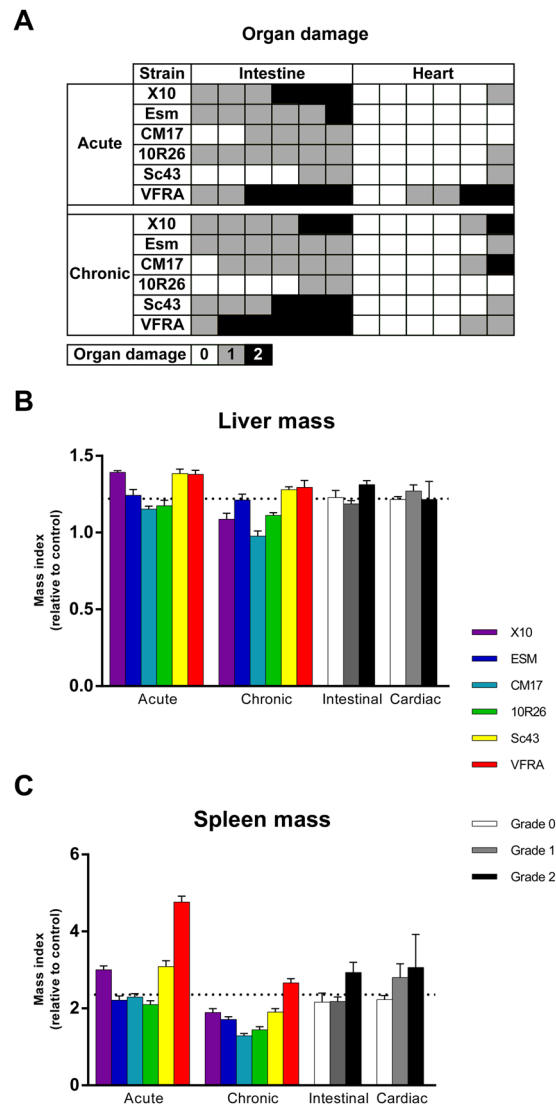 A
Organ damage
Strain Intestine Heart
Acute
X10
Esm
CM17
10R26
Sc43
VFRA
Chronic
X10
Esm
CM17
10R26
Sc43
VFRA
Organ damage 0 1 2
B
Liver mass
Mass index
(relative to control)
1.5
1.0
0.5
0.0
Acute Chronic Intestinal Cardiac
X10
ESM
CM17
10R26
Sc43
VFRA
C
Spleen mass
Mass index
(relative to control)
6
4
2
0
Acute Chronic Intestinal Cardiac
Grade 0
Grade 1
Grade 2